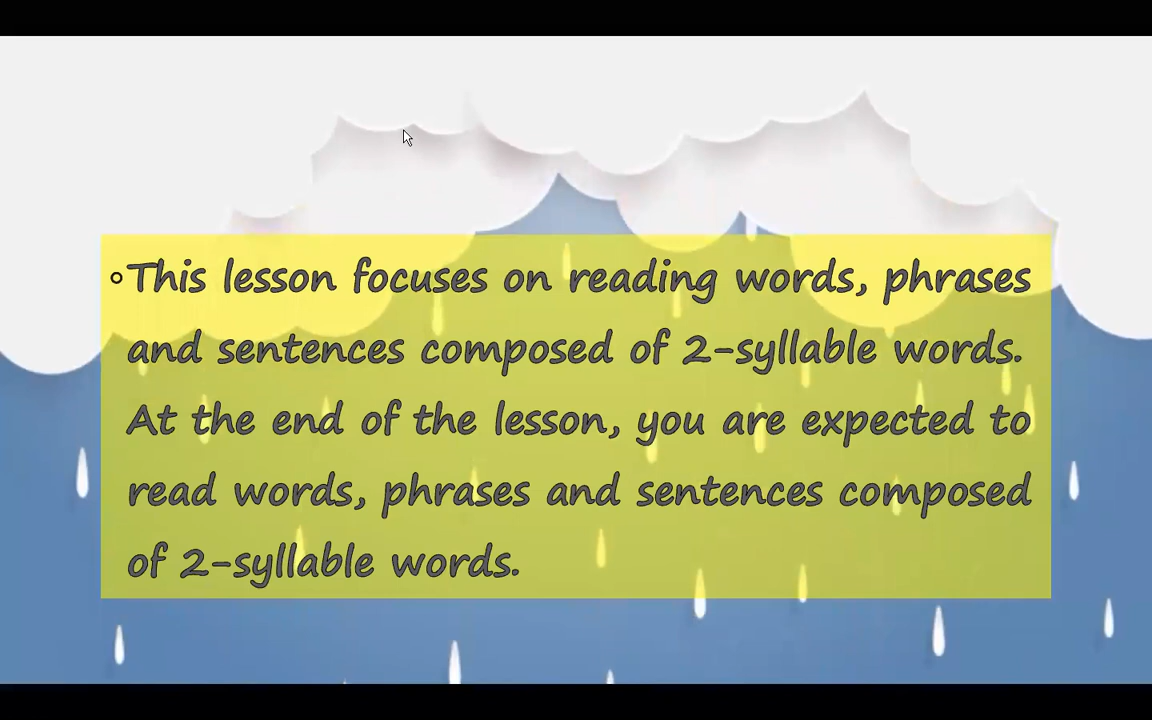 ◦This lesson focuses on reading words, phrases
and sentences composed of 2-syllable words.
At the end of the lesson, you are expected to
read words, phrases and sentences composed
of 2-syllable words.